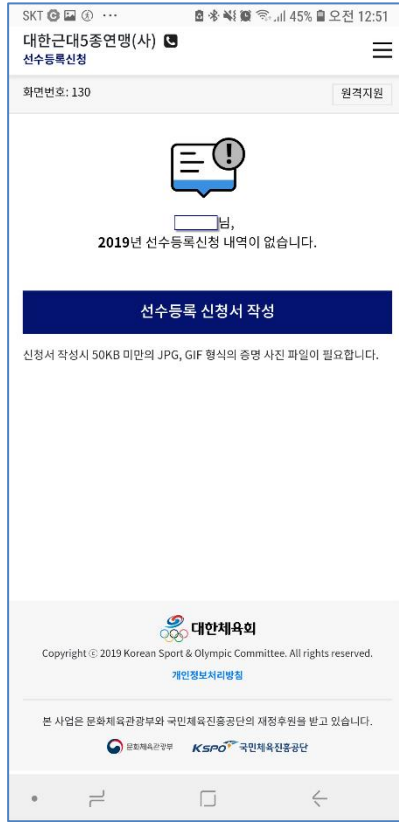 SKT
45% 오전 12:51
대한근대5종연맹(사)
선수등록신청
화면번호: 130
원격지원
님,
2019년 선수등록신청 내역이 없습니다.
선수등록 신청서 작성
신청서 작성시 50KB 미만의 JPG, GIF 형식의 증명 사진 파일이 필요합니다.
대한체육회
Copyright ⓒ 2019 Korean Sport & Olympic Committee. All rights reserved.
개인정보처리방침
본 사업은 문화체육관광부와 국민체육진흥공단의 재정후원을 받고 있습니다.
문화체육관광부 KSPO 국민체육진흥공단